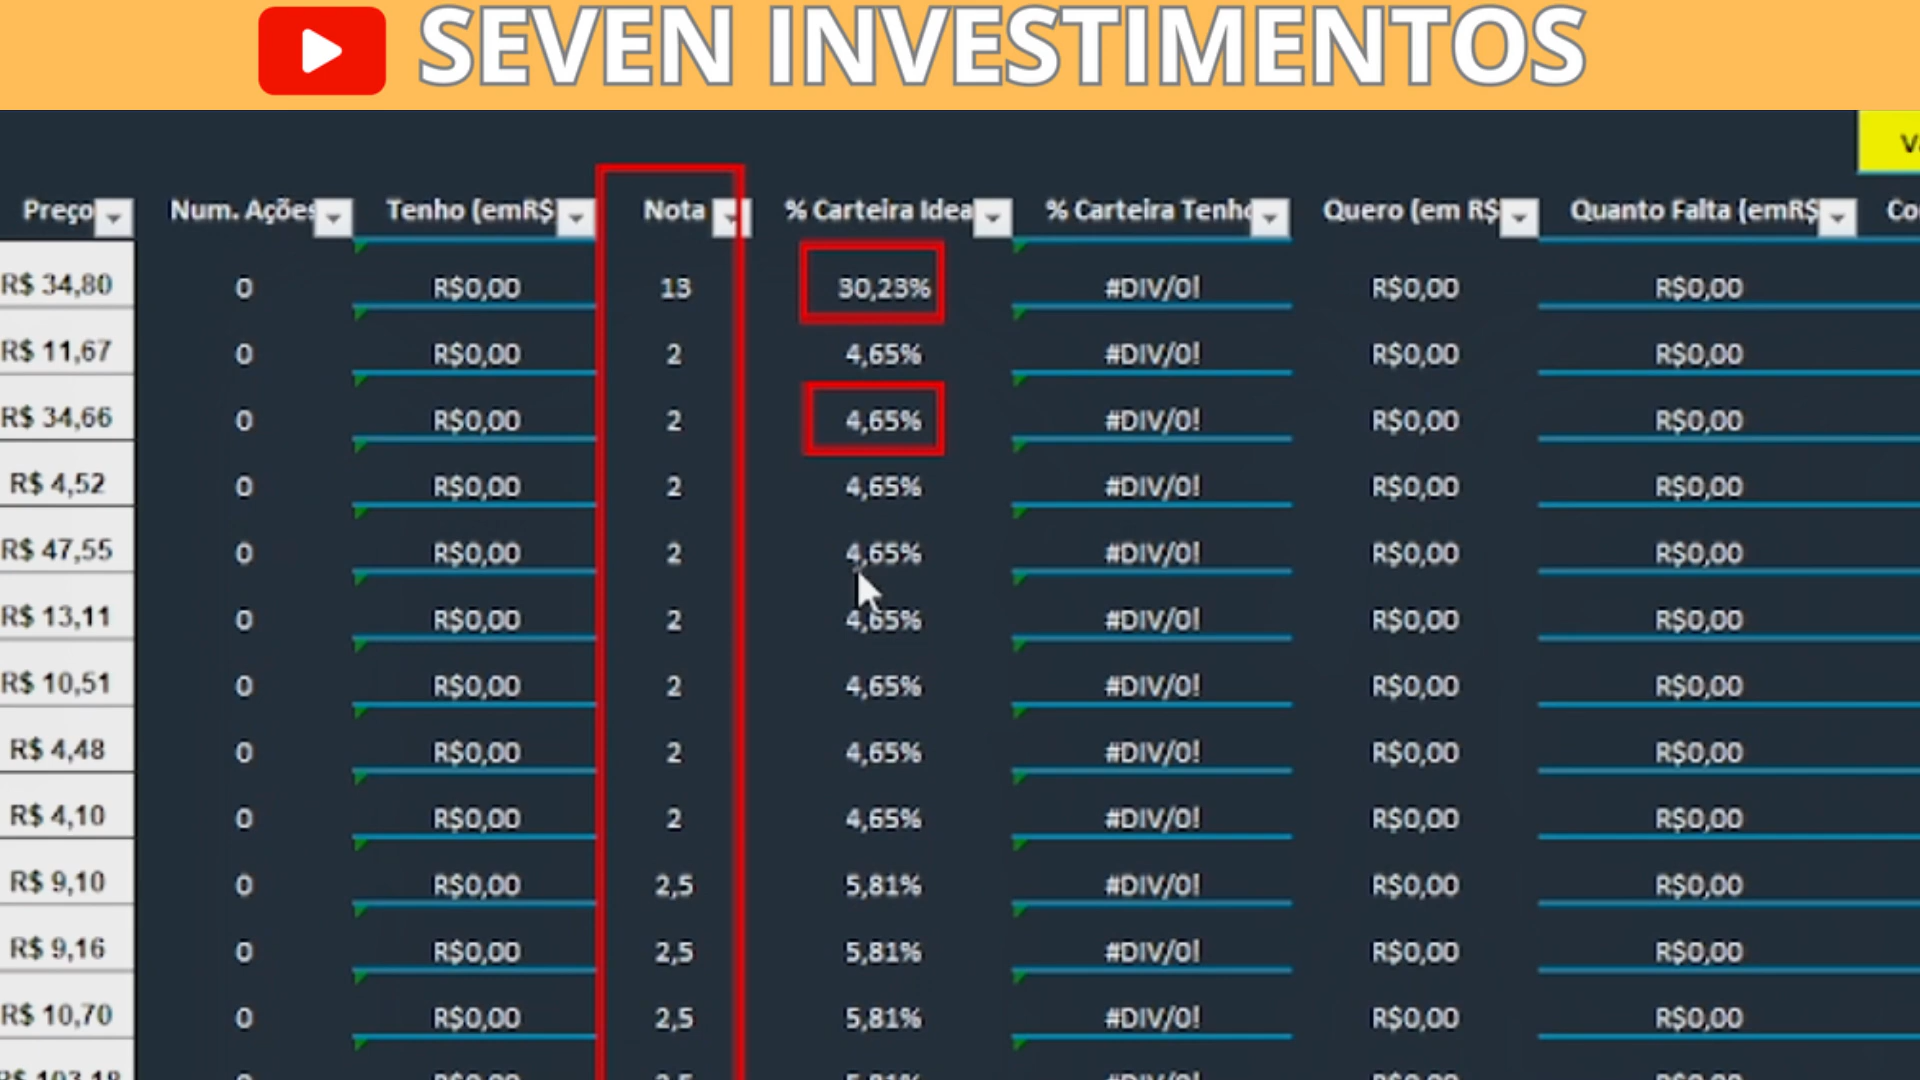 SEVEN INVESTIMENTOS
Preço Num. Ações Tenho (emR$ Nota % Carteira Idea % Carteira Tenho Quero (em R$ Quanto Falta (emR$
R$ 34,80 0 R$0,00 13 30,23% #DIV/0! R$0,00 R$0,00
R$ 11,67 0 R$0,00 2 4,65% #DIV/0! R$0,00 R$0,00
R$ 34,66 0 R$0,00 2 4,65% #DIV/0! R$0,00 R$0,00
R$ 4,52 0 R$0,00 2 4,65% #DIV/0! R$0,00 R$0,00
R$ 47,55 0 R$0,00 2 4,65% #DIV/0! R$0,00 R$0,00
R$ 13,11 0 R$0,00 2 4,65% #DIV/0! R$0,00 R$0,00
R$ 10,51 0 R$0,00 2 4,65% #DIV/0! R$0,00 R$0,00
R$ 4,48 0 R$0,00 2 4,65% #DIV/0! R$0,00 R$0,00
R$ 4,10 0 R$0,00 2 4,65% #DIV/0! R$0,00 R$0,00
R$ 9,10 0 R$0,00 2,5 5,81% #DIV/0! R$0,00 R$0,00
R$ 9,16 0 R$0,00 2,5 5,81% #DIV/0! R$0,00 R$0,00
R$ 10,70 0 R$0,00 2,5 5,81% #DIV/0! R$0,00 R$0,00